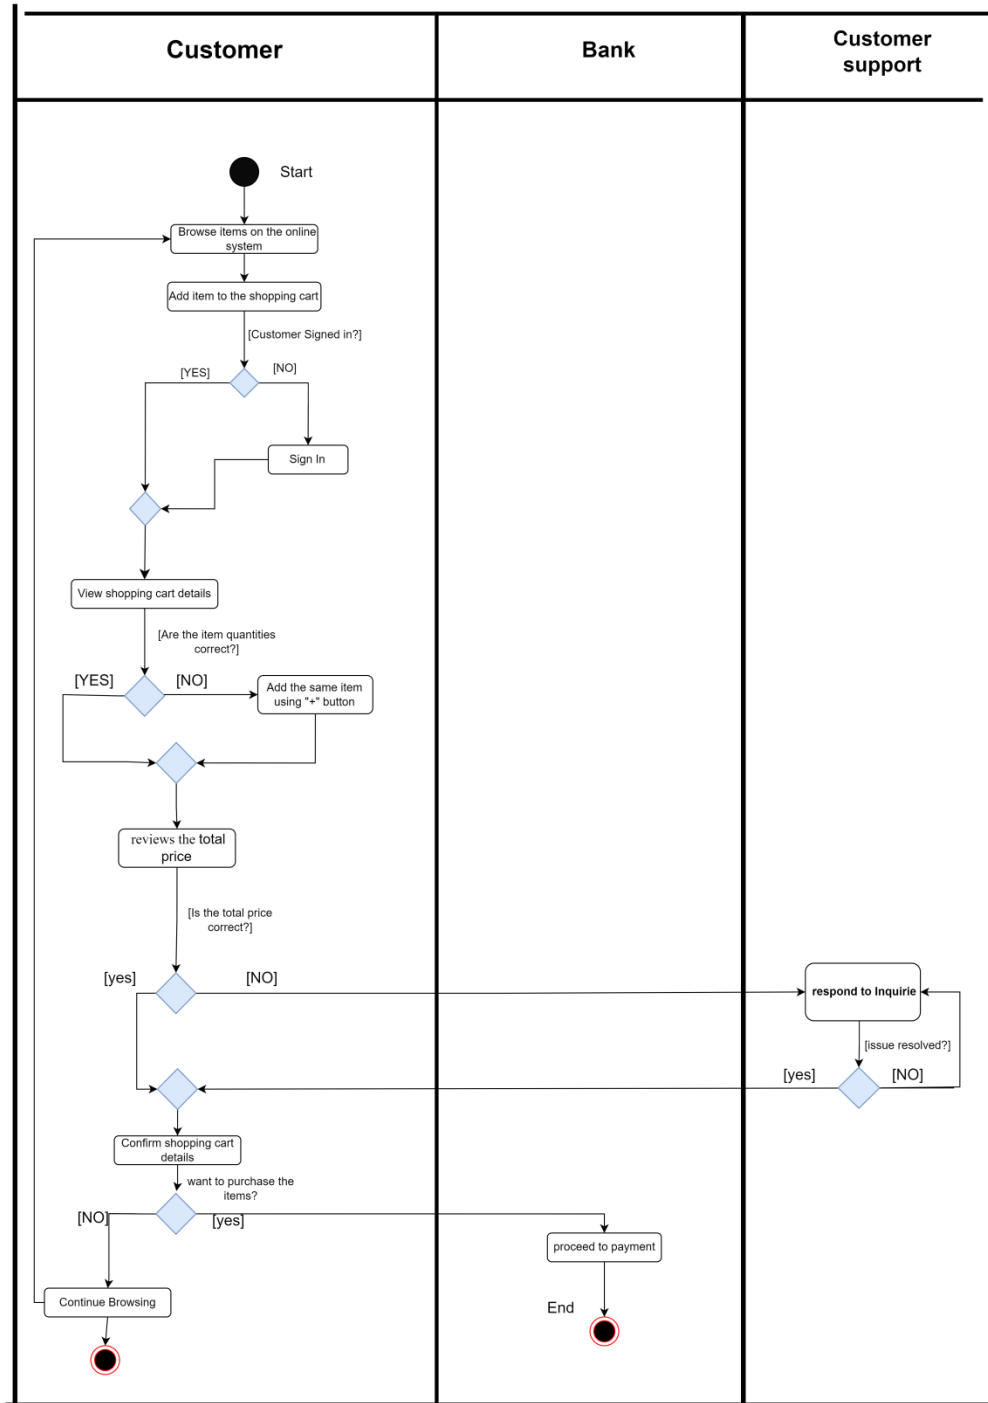 Customer
Bank
Customer
support
Start
Browse items on the online
system
Add item to the shopping cart
[Customer Signed in?]
[YES]
[NO]
Sign In
View shopping cart details
[Are the item quantities
correct?]
[YES]
[NO]
Add the same item
using "+" button
reviews the total
price
[Is the total price
correct?]
[yes]
[NO]
respond to Inquirie
[issue resolved?]
[yes]
[NO]
Confirm shopping cart
details
want to purchase the
items?
[NO]
[yes]
proceed to payment
Continue Browsing
End